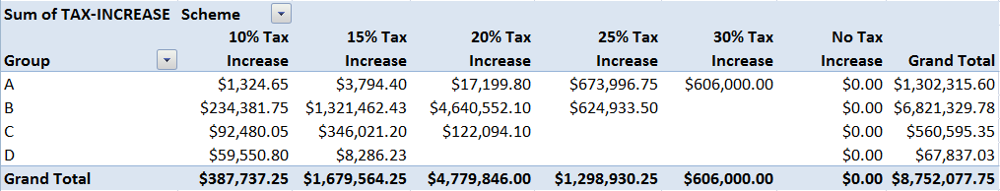 Sum of TAX-INCREASE Scheme
10% Tax 15% Tax 20% Tax 25% Tax 30% Tax No Tax
Group Increase Increase Increase Increase Increase Increase Grand Total
A $1,324.65 $3,794.40 $17,199.80 $673,996.75 $606,000.00 $0.00 $1,302,315.60
B $234,381.75 $1,321,462.43 $4,640,552.10 $624,933.50 $0.00 $6,821,329.78
C $92,480.05 $346,021.20 $122,094.10 $0.00 $560,595.35
D $59,550.80 $8,286.23 $0.00 $67,837.03
Grand Total $387,737.25 $1,679,564.25 $4,779,846.00 $1,298,930.25 $606,000.00 $0.00 $8,752,077.75